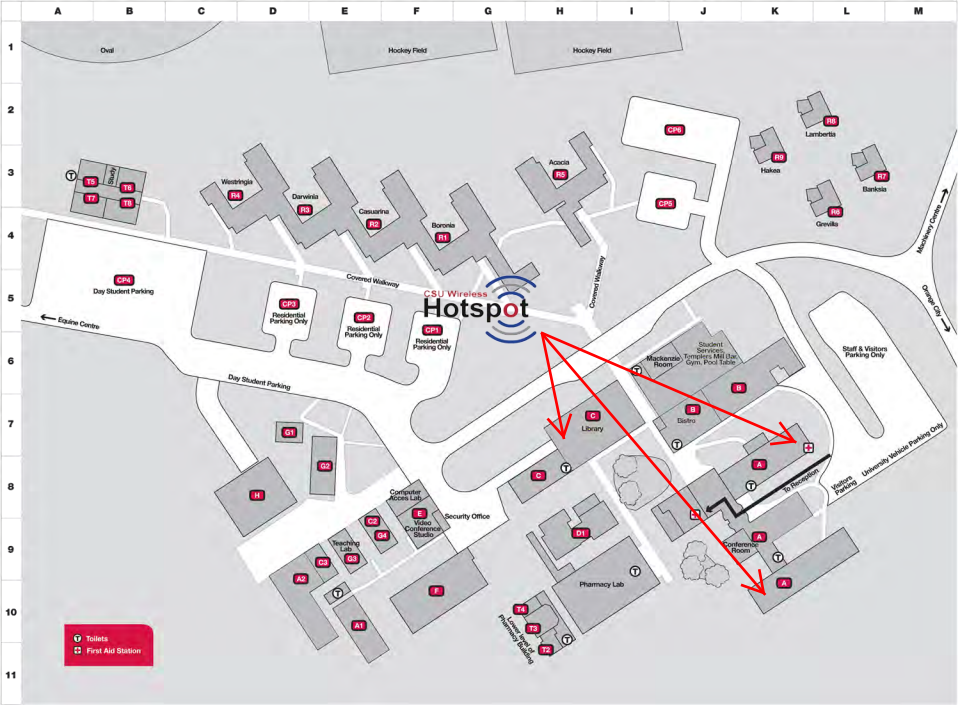 A B C D E F G H I J K L M
1
2
3
4
5
6
7
8
9
10
11
Oval
Hockey Field
Hockey Field
CP6
R8
Lambertia
R9
Hakea
R7
Banksia
R6
Grevilla
CP5
Machinery Centre
Orange City
Acacia
R5
T5
Study
T6
T7
T8
Westringia
R4
Darwinia
R3
Casuarina
R2
Boronia
R1
Covered Walkway
Covered Walkway
CP4
Day Student Parking
Equine Centre
CP3
Residential
Parking Only
CP2
Residential
Parking Only
CP1
Residential
Parking Only
CSU Wireless
Hotspot
Day Student Parking
Mackenzie
Room
Student
Services,
Templers Mill Bar,
Gym, Pool Table
B
B
Bistro
Staff & Visitors
Parking Only
University Vehicle Parking Only
Visitors
Parking
C
Library
C
G1
G2
H
A
To Reception
A
Conference
Room
A
Computer
Acces Lab
E
Video
Conference
Studio
Security Office
C2
G4
Teaching
Lab
G3
C3
A2
A1
F
D1
Pharmacy Lab
T4
T3
T2
Lower level of
Pharmacy Building
T
T
T
T
T
T
T
T
T
T Toilets
First Aid Station